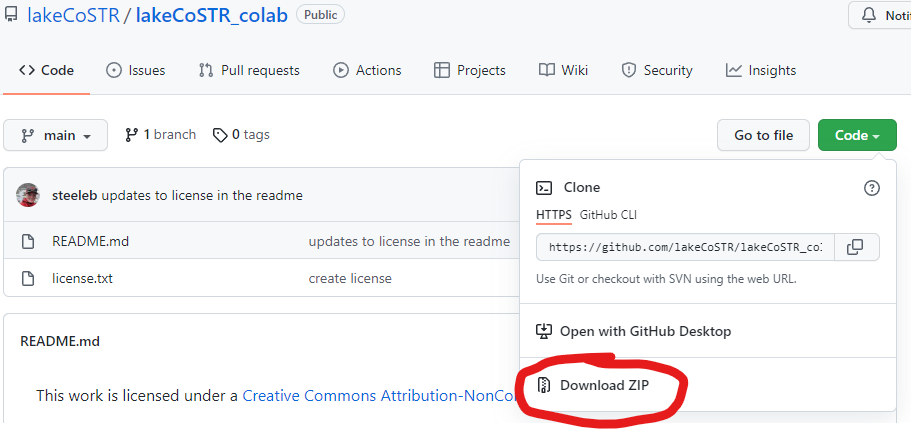 lakeCoSTR / lakeCoSTR_colab Public Noti
Code Issues Pull requests Actions Projects Wiki Security Insights
main 1 branch 0 tags Go to file Code
steeleb updates to license in the readme
README.md updates to license in the readme
license.txt create license
Clone
HTTPS GitHub CLI
https://github.com/lakeCoSTR/lakeCoSTR_col
Use Git or checkout with SVN using the web URL.
Open with GitHub Desktop
Download ZIP
README.md
This work is licensed under a Creative Commons Attribution-NonCo